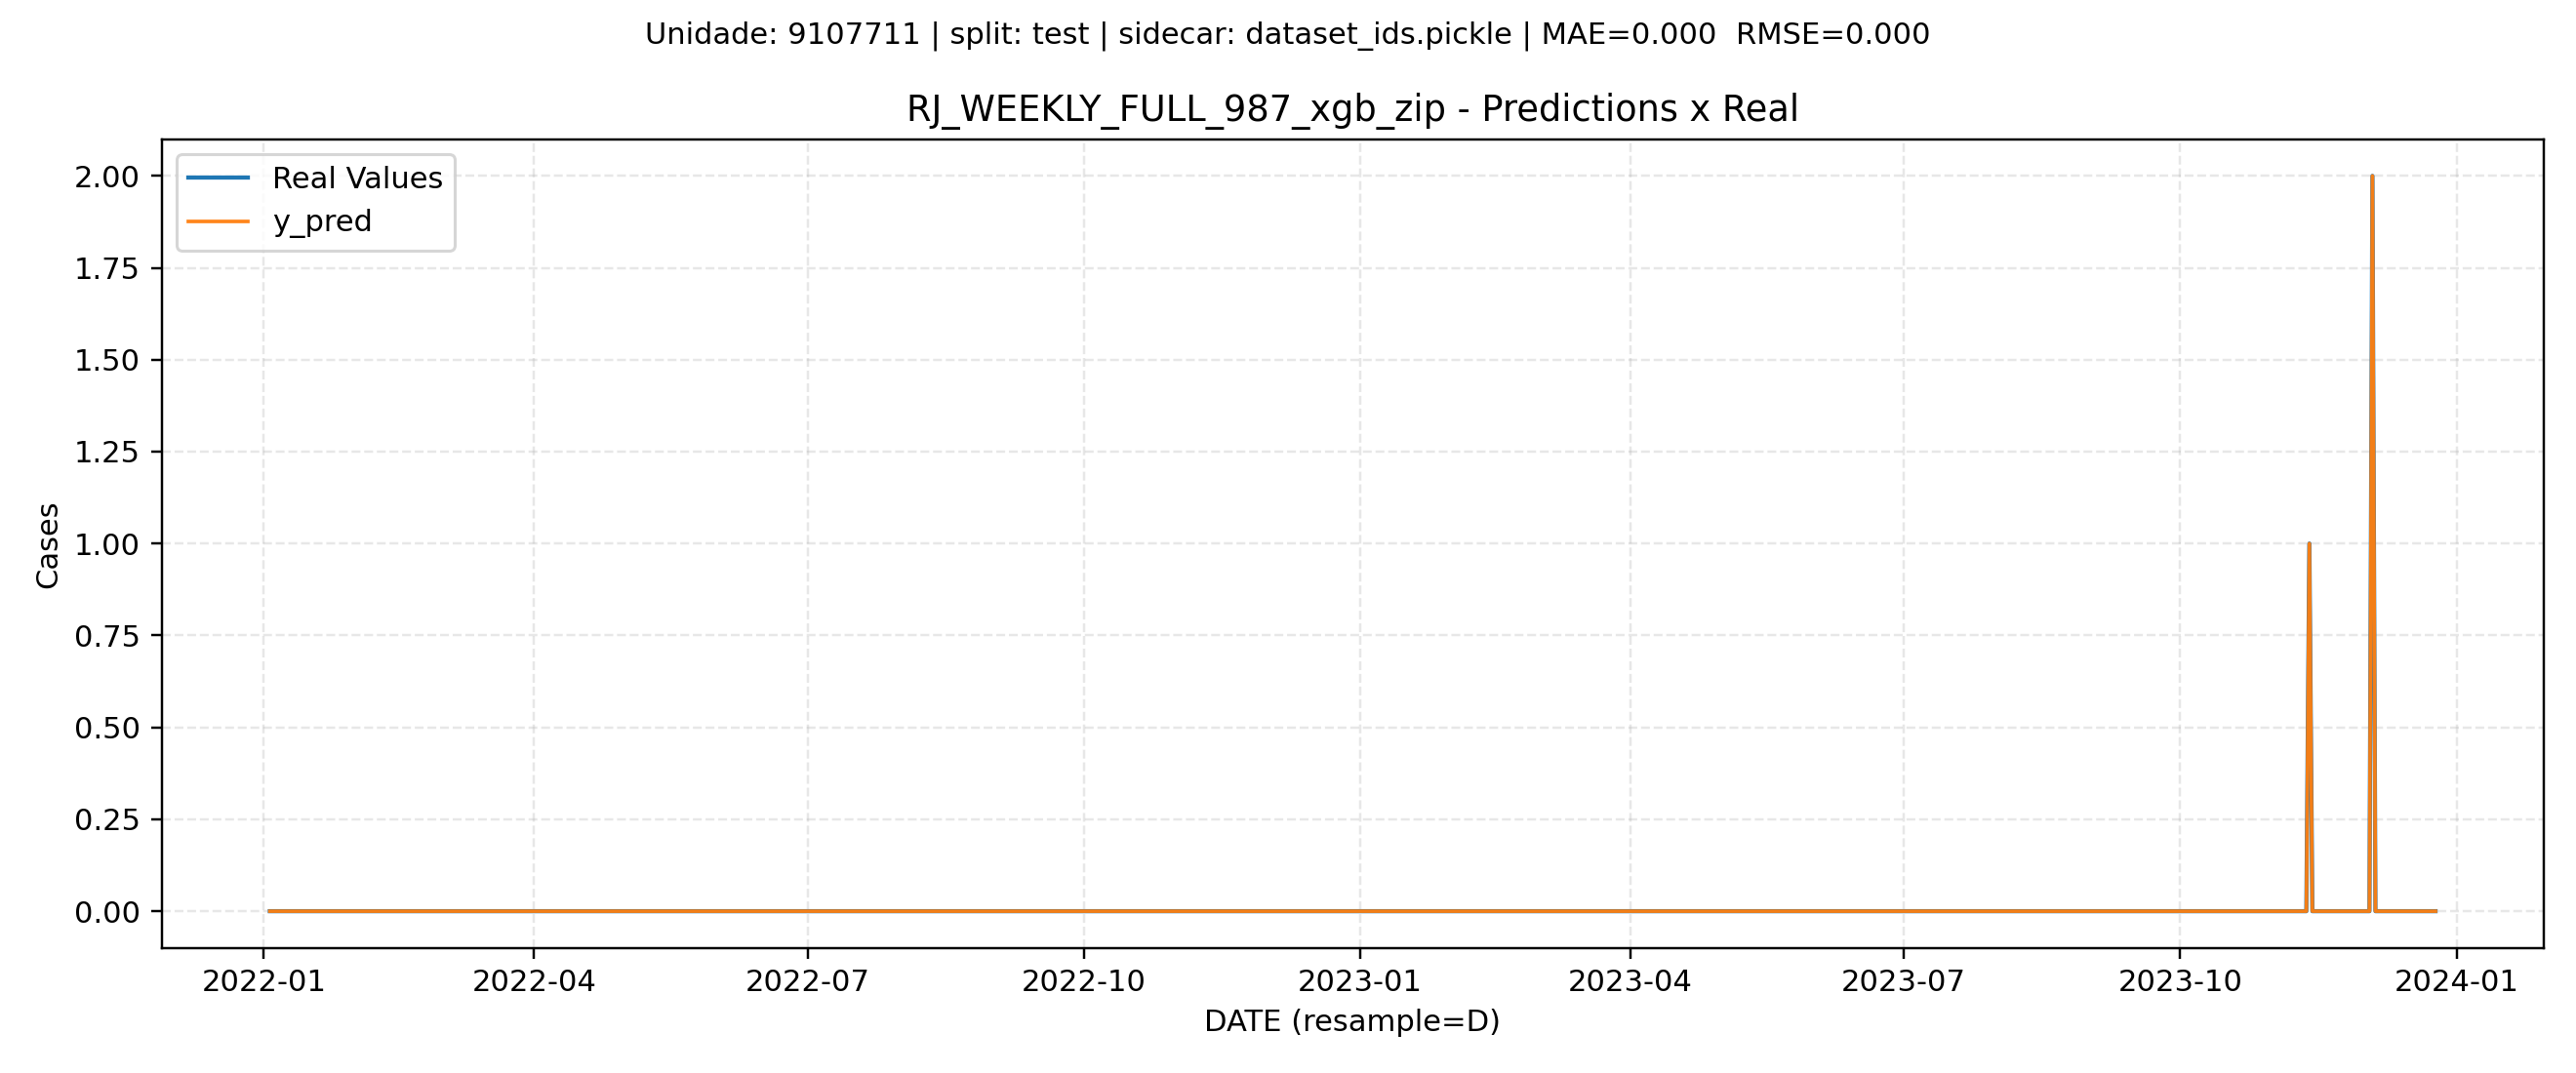 Unidade: 9107711 | split: test | sidecar: dataset_ids.pickle | MAE=0.000  RMSE=0.000
RJ_WEEKLY_FULL_987_xgb_zip - Predictions x Real
Real Values
y_pred
Cases
2.00
1.75
1.50
1.25
1.00
0.75
0.50
0.25
0.00
2022-01 2022-04 2022-07 2022-10 2023-01 2023-04 2023-07 2023-10 2024-01
DATE (resample=D)